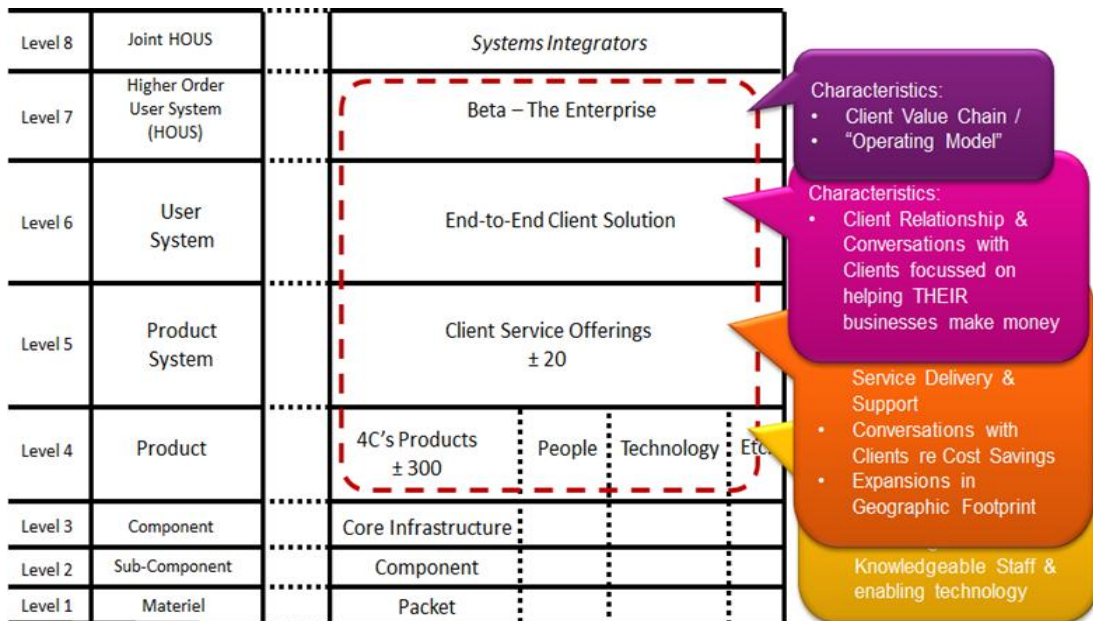 Level 8
Joint HOUS
Systems Integrators
Level 7
Higher Order
User System
(HOUS)
Beta – The Enterprise
Level 6
User
System
End-to-End Client Solution
Level 5
Product
System
Client Service Offerings
± 20
Level 4
Product
4C's Products
± 300
People
Technology
Etc.
Level 3
Component
Core Infrastructure
Level 2
Sub-Component
Component
Level 1
Materiel
Packet
Characteristics:
• Client Value Chain /
• “Operating Model”
Characteristics:
• Client Relationship &
Conversations with
Clients focussed on
helping THEIR
businesses make money
Service Delivery &
Support
• Conversations with
Clients re Cost Savings
• Expansions in
Geographic Footprint
Knowledgeable Staff &
enabling technology